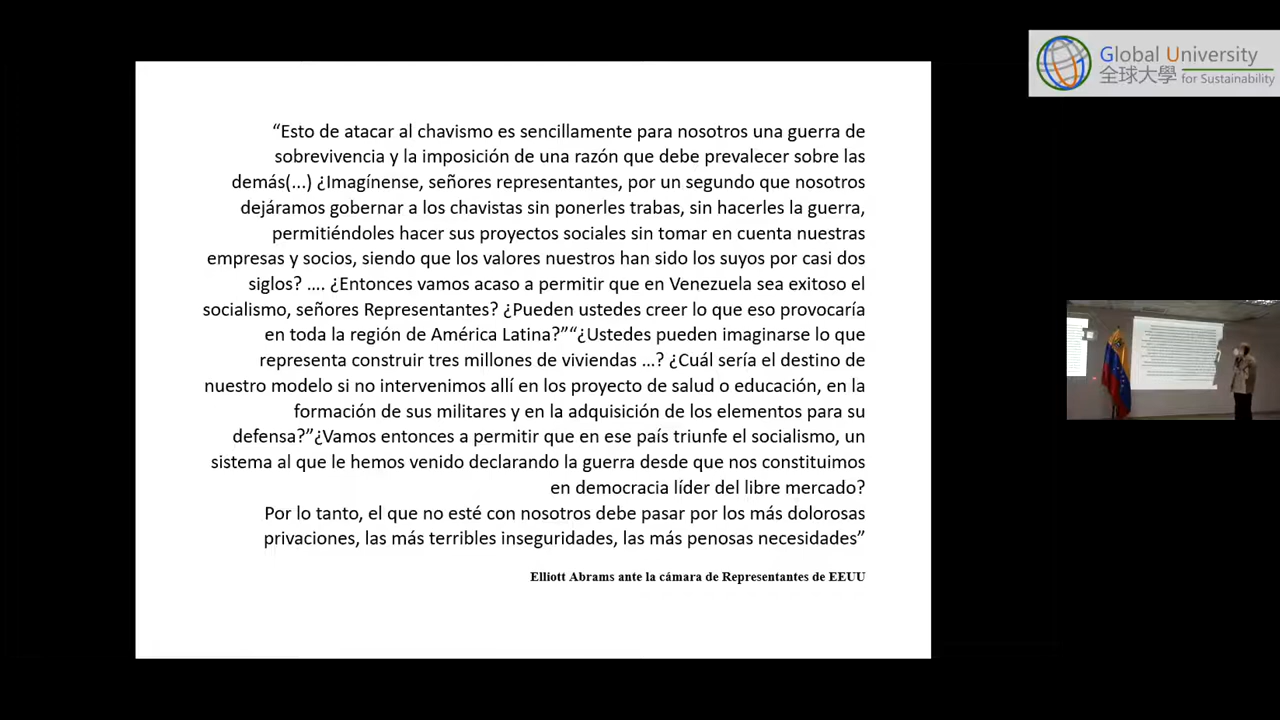 Global University
全球大學 for Sustainability
“Esto de atacar al chavismo es sencillamente para nosotros una guerra de
sobrevivencia y la imposición de una razón que debe prevalecer sobre las
demás(...) ¿Imagínense, señores representantes, por un segundo que nosotros
dejáramos gobernar a los chavistas sin ponerles trabas, sin hacerles la guerra,
permitiéndoles hacer sus proyectos sociales sin tomar en cuenta nuestras
empresas y socios, siendo que los valores nuestros han sido los suyos por casi dos
siglos? .... ¿Entonces vamos acaso a permitir que en Venezuela sea exitoso el
socialismo, señores Representantes? ¿Pueden ustedes creer lo que eso provocaría
en toda la región de América Latina?”“¿Ustedes pueden imaginarse lo que
representa construir tres millones de viviendas ...? ¿Cuál sería el destino de
nuestro modelo si no intervenimos allí en los proyecto de salud o educación, en la
formación de sus militares y en la adquisición de los elementos para su
defensa?”¿Vamos entonces a permitir que en ese país triunfe el socialismo, un
sistema al que le hemos venido declarando la guerra desde que nos constituimos
en democracia líder del libre mercado?
Por lo tanto, el que no esté con nosotros debe pasar por los más dolorosas
privaciones, las más terribles inseguridades, las más penosas necesidades”
Elliott Abrams ante la cámara de Representantes de EEUU